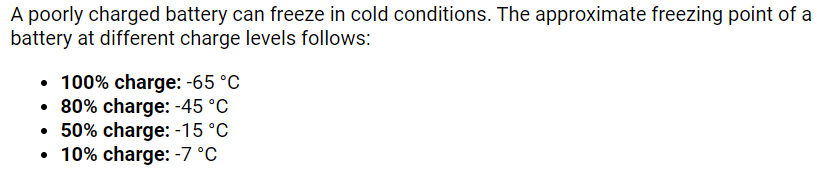 A poorly charged battery can freeze in cold conditions. The approximate freezing point of a
battery at different charge levels follows:
• 100% charge: -65 °C
• 80% charge: -45 °C
• 50% charge: -15 °C
• 10% charge: -7 °C